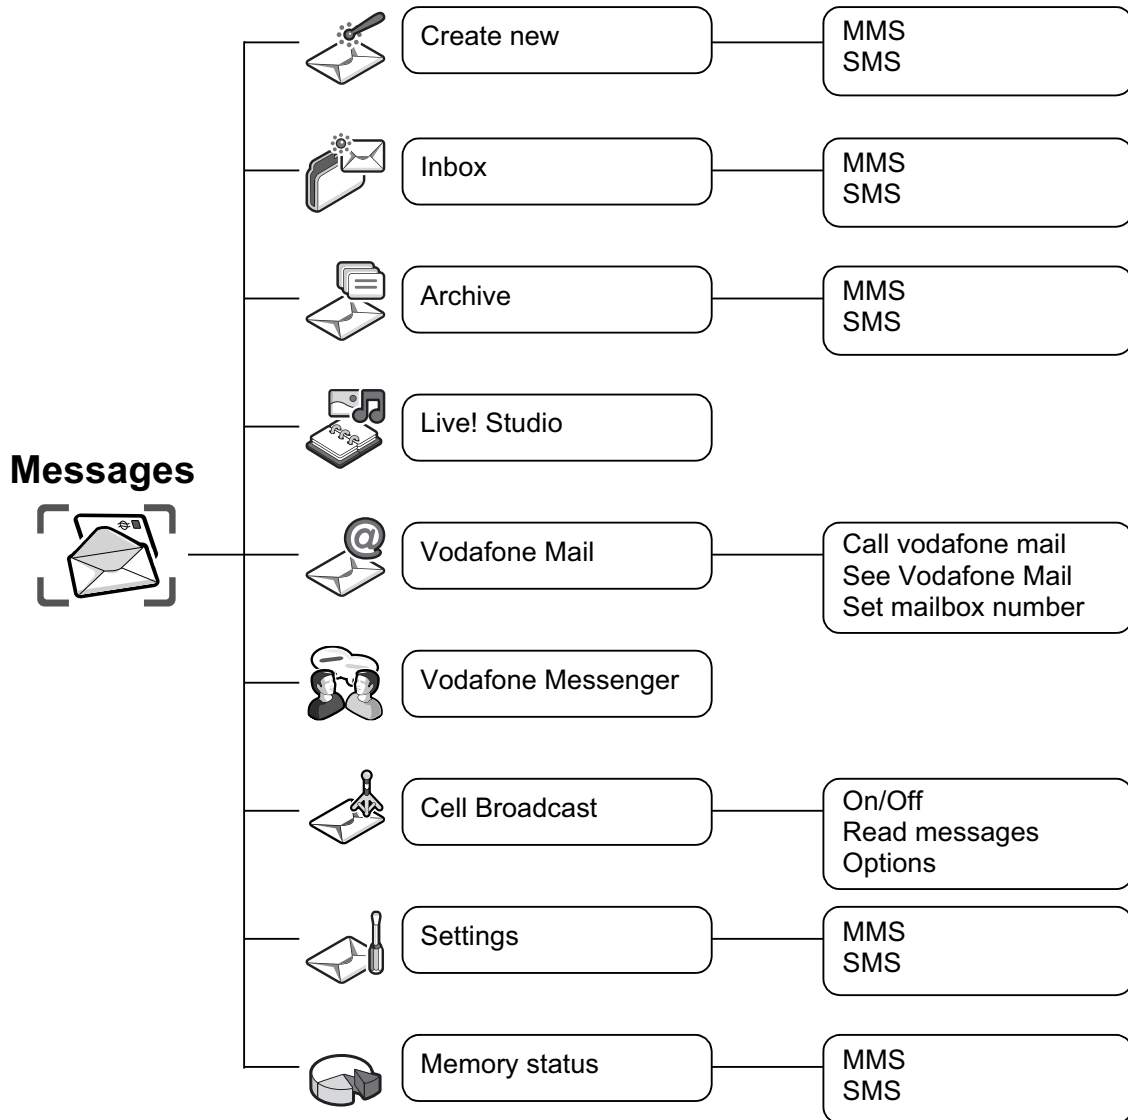 Create new
MMS
SMS
Inbox
MMS
SMS
Archive
MMS
SMS
Live! Studio
Messages
Vodafone Mail
Call vodafone mail
See Vodafone Mail
Set mailbox number
Vodafone Messenger
Cell Broadcast
On/Off
Read messages
Options
Settings
MMS
SMS
Memory status
MMS
SMS